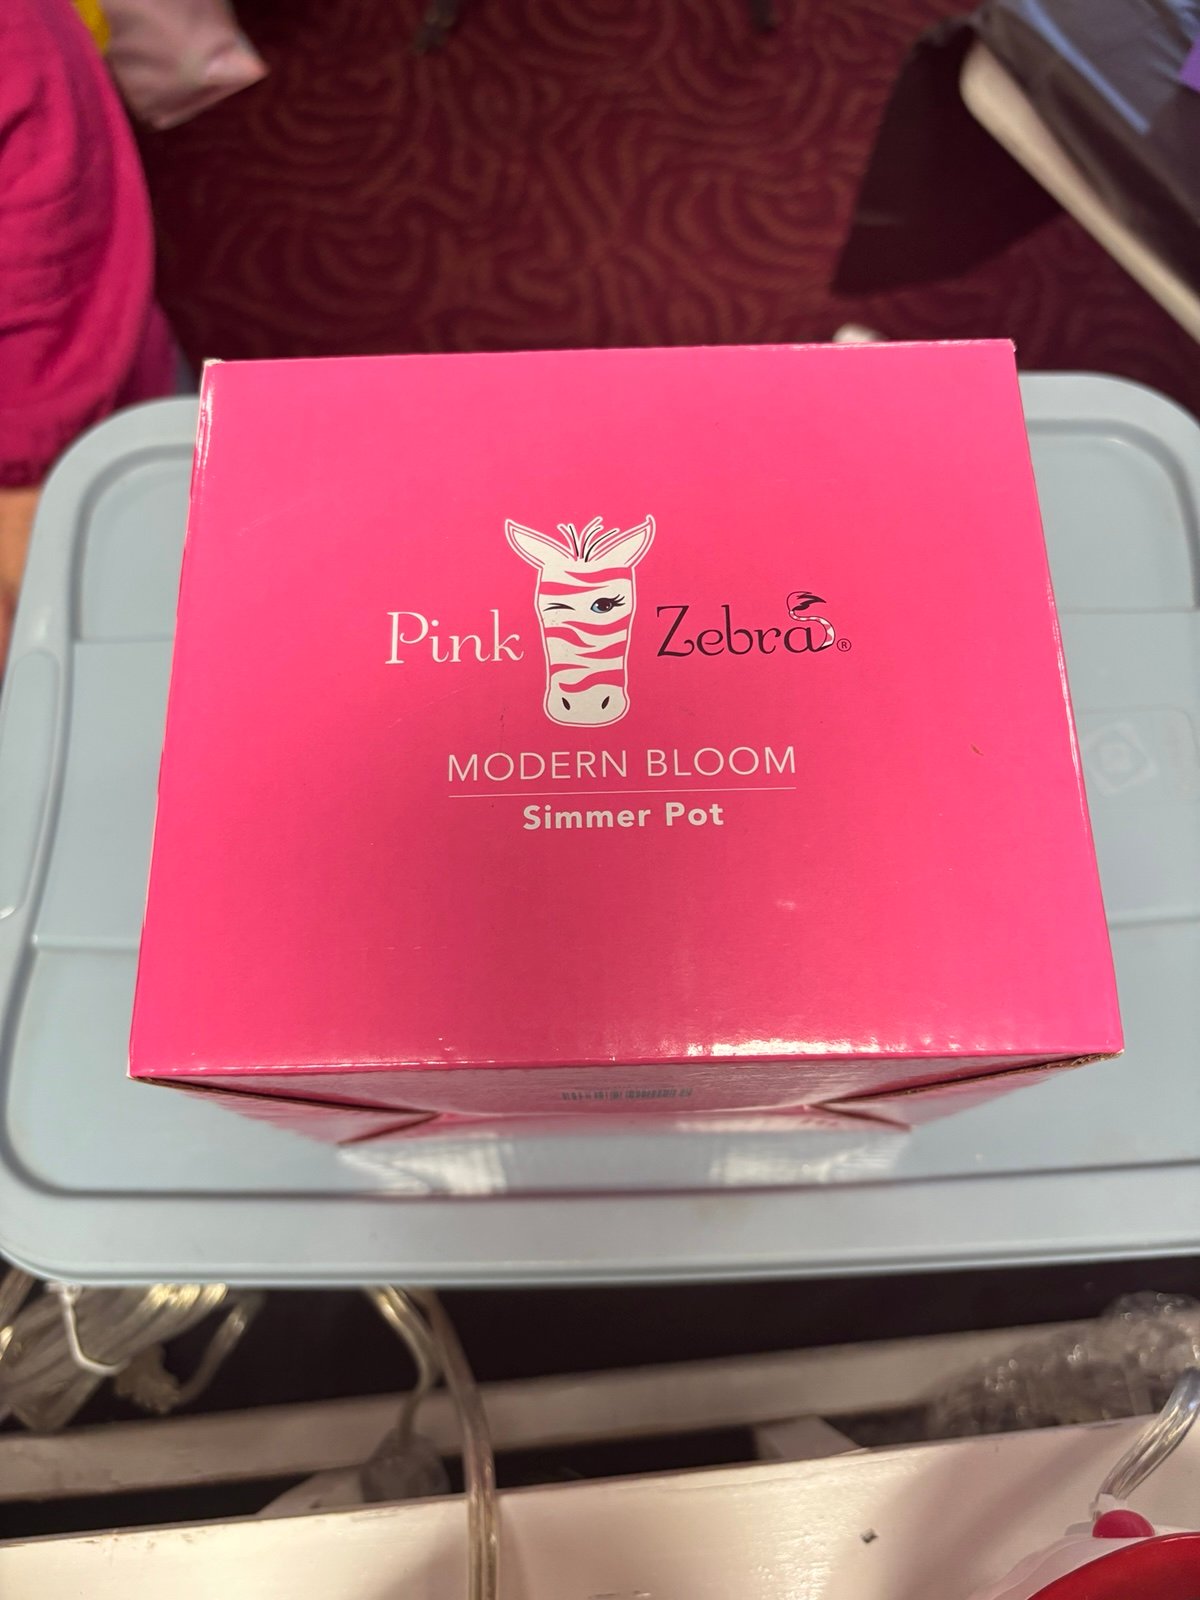 Pink Zebra®
MODERN BLOOM
Simmer Pot